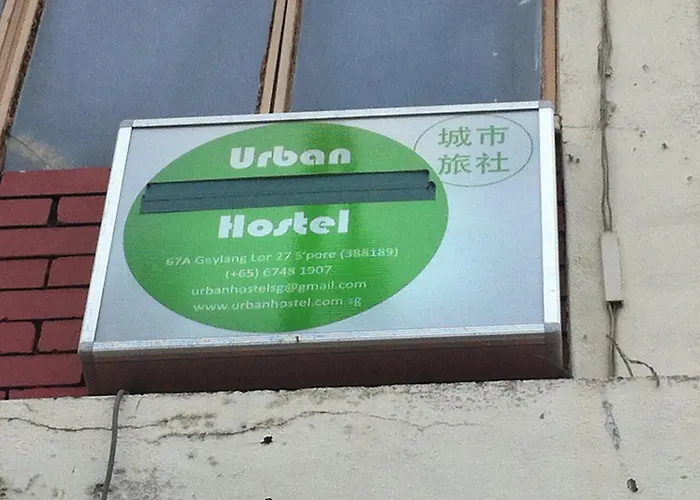 Urban
Hostel
67A Geylang Lor 27 S'pore (388189)
(+65) 6748 1907
urbanhostelsg@gmail.com
www.urbanhostel.com.sg
城市
旅社